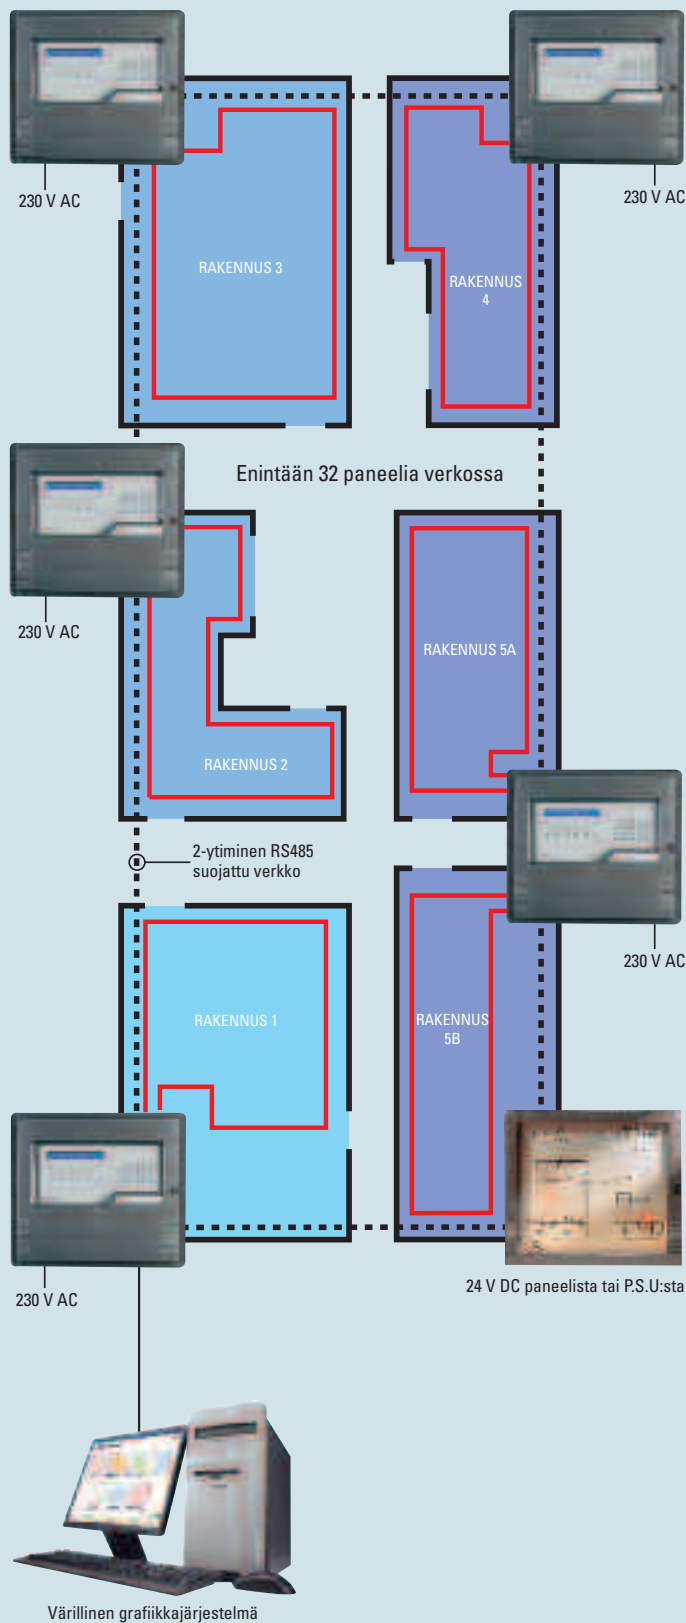 230 V AC
230 V AC
RAKENNUS 3
RAKENNUS
4
Enintään 32 paneelia verkossa
230 V AC
RAKENNUS 5A
RAKENNUS 2
2-ytiminen RS485
suojattu verkko
230 V AC
RAKENNUS 1
RAKENNUS
5B
230 V AC
24 V DC paneelista tai P.S.U:sta
Värillinen grafiikkajärjestelmä